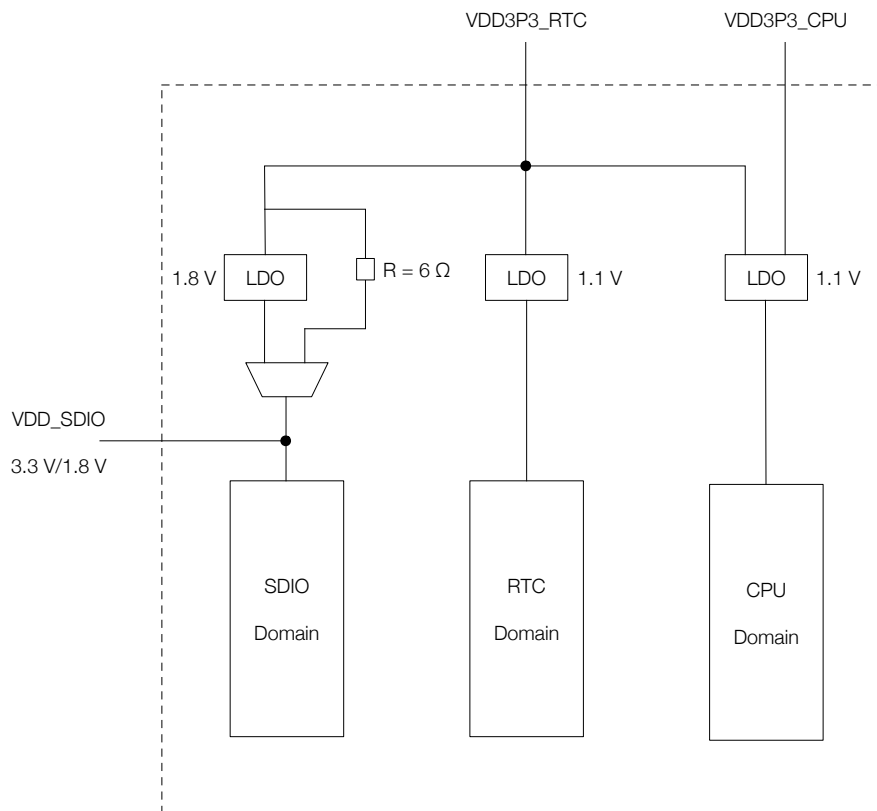 VDD3P3_RTC
VDD3P3_CPU
1.8 V
LDO
R = 6 Ω
LDO
1.1 V
LDO
1.1 V
VDD_SDIO
3.3 V/1.8 V
SDIO
Domain
RTC
Domain
CPU
Domain